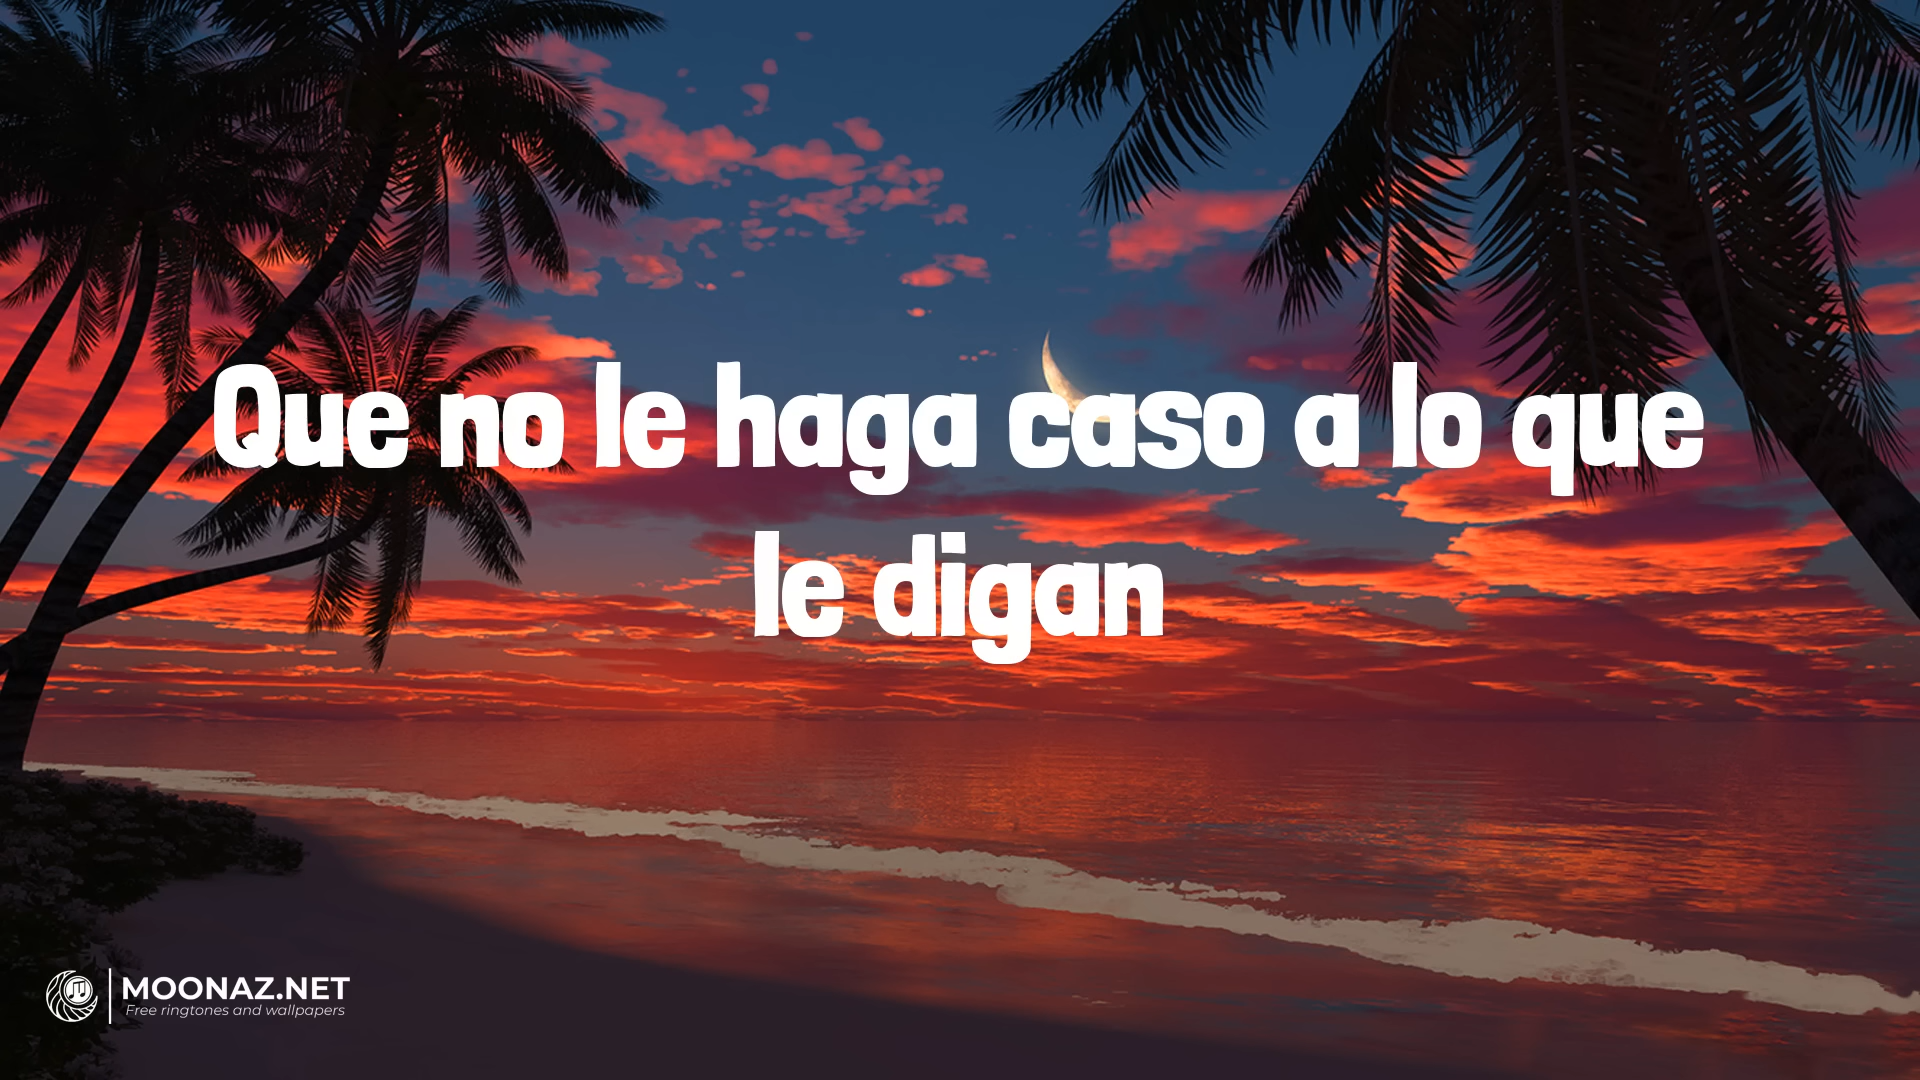 Que no le haga caso a lo que
le digan
MOONAZ.NET
Free ringtones and wallpapers